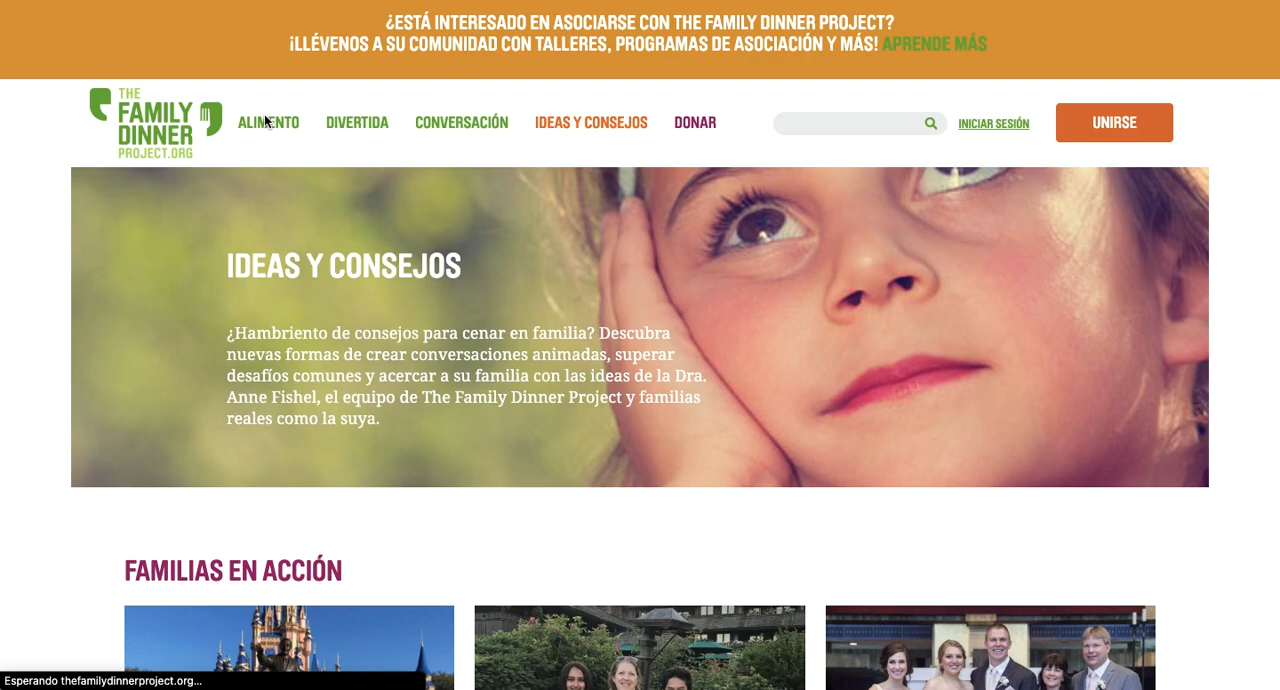 ¿ESTÁ INTERESADO EN ASOCIARSE CON THE FAMILY DINNER PROJECT?
¡LLÉVENOS A SU COMUNIDAD CON TALLERES, PROGRAMAS DE ASOCIACIÓN Y MÁS! APRENDE MÁS
THE
FAMILY
DINNER
PROJECT.ORG
ALIMENTO
DIVERTIDA
CONVERSACIÓN
IDEAS Y CONSEJOS
DONAR
INICIAR SESIÓN
UNIRSE
IDEAS Y CONSEJOS
¿Hambriento de consejos para cenar en familia? Descubra
nuevas formas de crear conversaciones animadas, superar
desafíos comunes y acercar a su familia con las ideas de la Dra.
Anne Fishel, el equipo de The Family Dinner Project y familias
reales como la suya.
FAMILIAS EN ACCIÓN
Esperando thefamilydinnerproject.org...